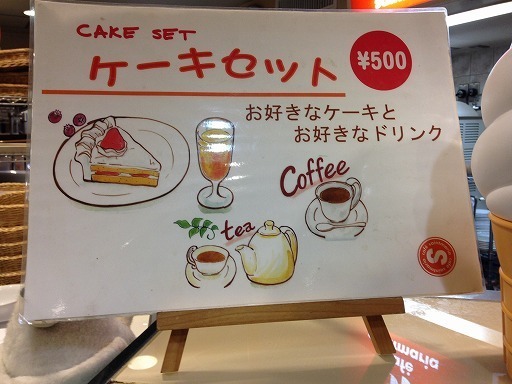 CAKE SET
ケーキセット
¥500
お好きなケーキと
お好きなドリンク
Coffee
tea
S